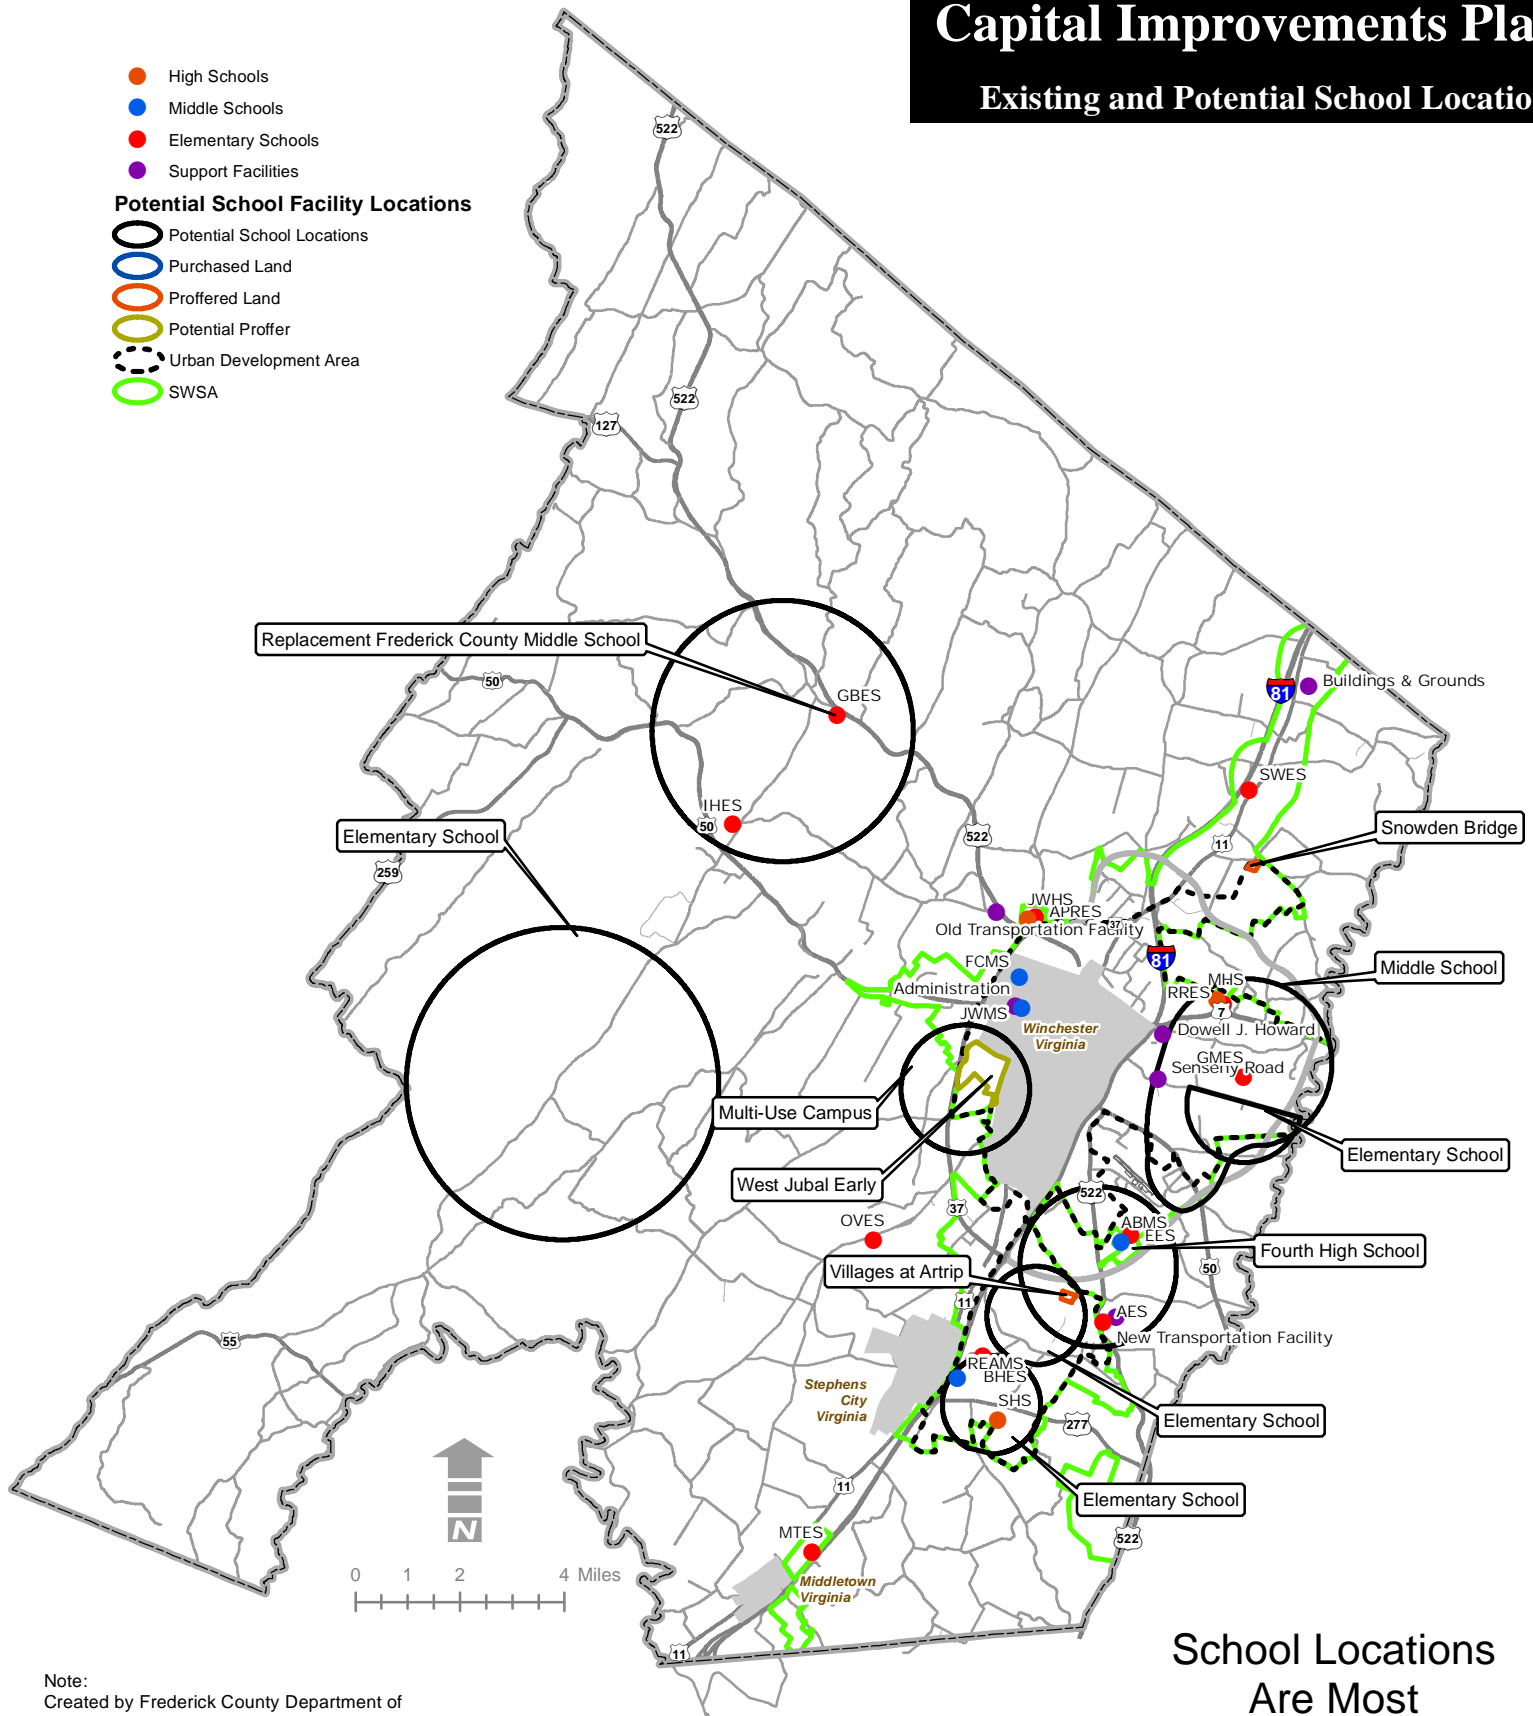 Capital Improvements Pla
Existing and Potential School Locatio
High Schools
Middle Schools
Elementary Schools
Support Facilities
Potential School Facility Locations
Potential School Locations
Purchased Land
Proffered Land
Potential Proffer
Urban Development Area
SWSA
522
522
127
Replacement Frederick County Middle School
50
GBES
81
Buildings & Grounds
SWES
IHES
50
Elementary School
522
Snowden Bridge
11
259
JWHS
APRES
37
Old Transportation Facility
81
FCMS
Middle School
MHS
RRES
Administration
7
JWMS
Winchester
Virginia
Dowell J. Howard
GMES
Senseny Road
Multi-Use Campus
Elementary School
West Jubal Early
522
37
OVES
ABMS
EES
Fourth High School
50
Villages at Artrip
11
AES
New Transportation Facility
55
REAMS
BHES
Stephens
City
Virginia
SHS
277
Elementary School
11
Elementary School
N
MTES
522
0 1 2 4 Miles
Middletown
Virginia
11
School Locations
Are Most
Note:
Created by Frederick County Department of